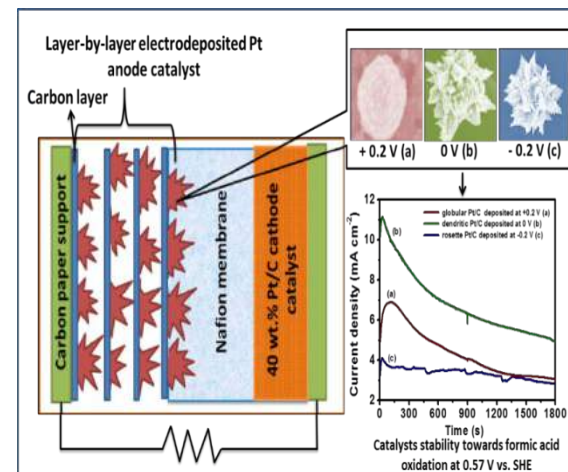 Layer-by-layer electrodeposited Pt
anode catalyst
Carbon layer
+ 0.2 V (a)
0 V (b)
- 0.2 V (c)
Carbon paper support
Nafion membrane
40 wt.% Pt/C cathode
catalyst
Current density (mA cm-2)
12
10
8
6
4
2
globular Pt/C deposited at +0.2 V (a)
dendritic Pt/C deposited at 0 V (b)
rosette Pt/C deposited at -0.2 V (c)
(b)
(a)
(c)
0 300 600 900 1200 1500 1800
Time (s)
Catalysts stability towards formic acid
oxidation at 0.57 V vs. SHE